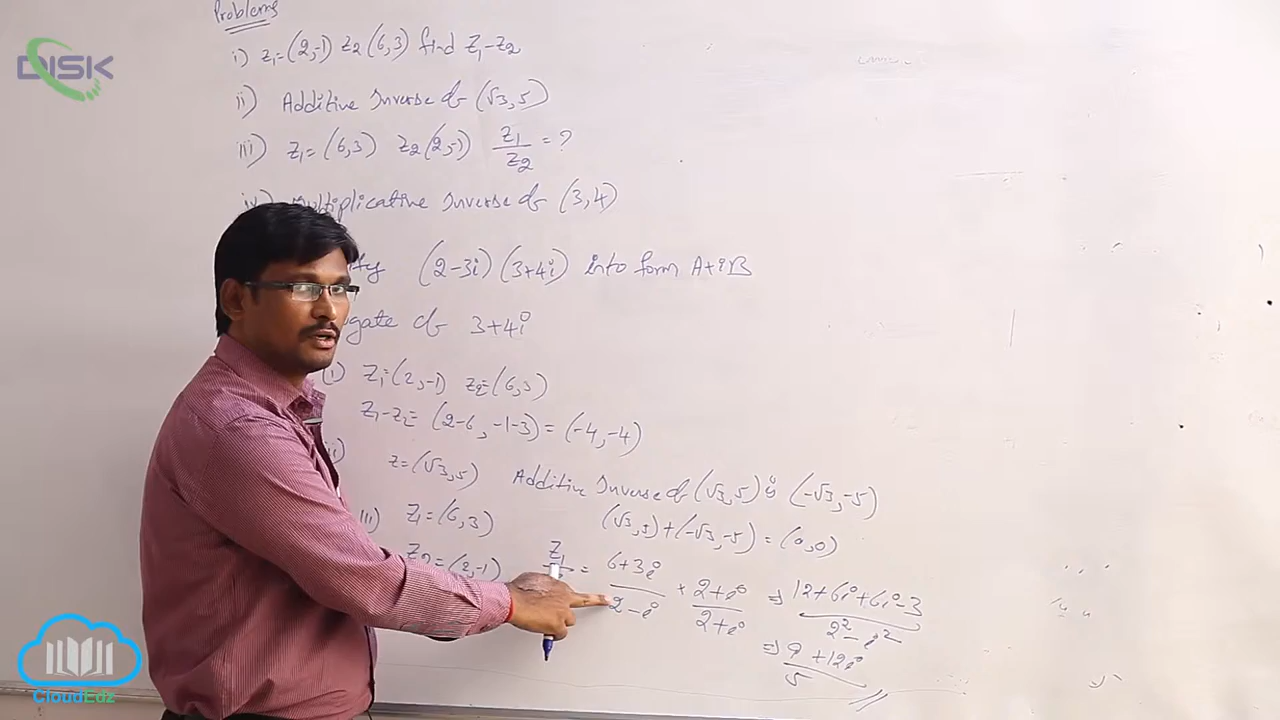 Problems
i) Z1=(2,-1) Z2(6,3) find Z1-Z2
ii) Additive Inverse of (√3,5)
iii) Z1=(6,3) Z2(2,-1) Z1/Z2=?
iv) Multiplicative Inverse of (3,4)
(2-3i)(3+4i) into form A+iB
gate of 3+4i
(i) Z1=(2,-1) Z2=(6,3)
Z1-Z2=(2-6,-1-3)=(-4,-4)
Z=(√3,5) Additive Inverse of (√3,5) is (-√3,-5)
(√3,5)+(-√3,-5)=(0,0)
iii) Z1=(6,3)
Z2=(2,-1) Z1 = 6+3i/2-i × 2+i/2+i ⇒ 12+6i+6i-3/2²-i²
⇒ 9+12i/5
DISK
CloudEdz